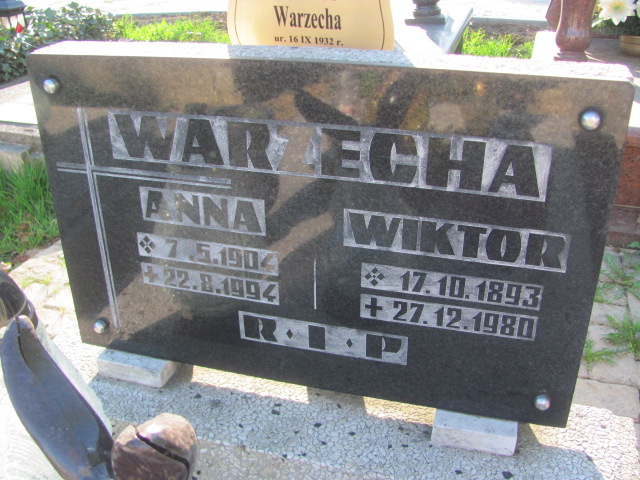 Warzecha
ur. 16 IX 1932 r.
WARZECHA
ANNA
7.5.1904
+ 22.8.1994
WIKTOR
17.10.1893
+ 27.12.1980
R·I·P